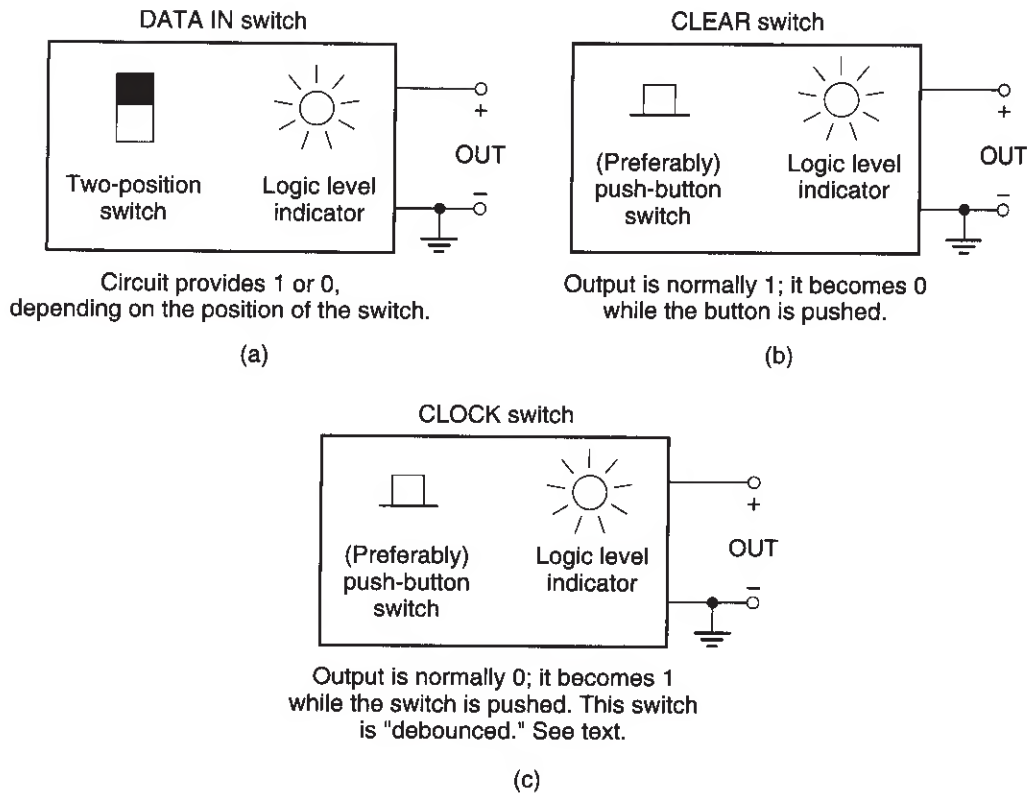 DATA IN switch
+
OUT
−
Two-position
switch
Logic level
indicator
Circuit provides 1 or 0,
depending on the position of the switch.
(a)
CLEAR switch
+
OUT
−
(Preferably)
push-button
switch
Logic level
indicator
Output is normally 1; it becomes 0
while the button is pushed.
(b)
CLOCK switch
+
OUT
−
(Preferably)
push-button
switch
Logic level
indicator
Output is normally 0; it becomes 1
while the switch is pushed. This switch
is "debounced." See text.
(c)